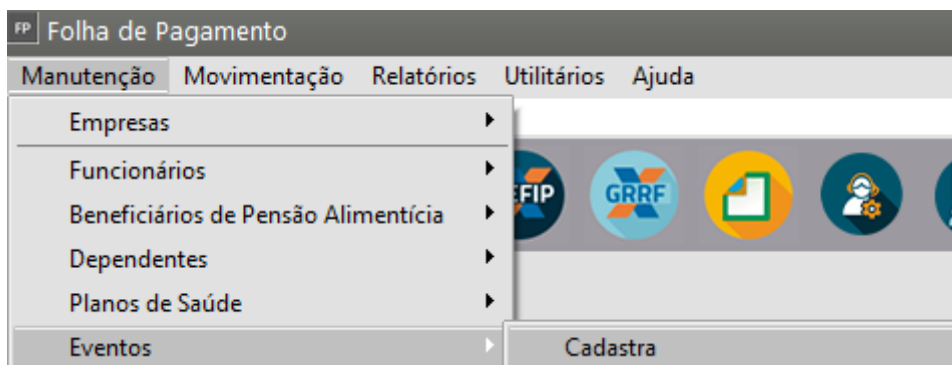 FP Folha de Pagamento
Manutenção Movimentação Relatórios Utilitários Ajuda
Empresas
Funcionários
EFIP GRRF
Beneficiários de Pensão Alimentícia
Dependentes
Planos de Saúde
Eventos Cadastra